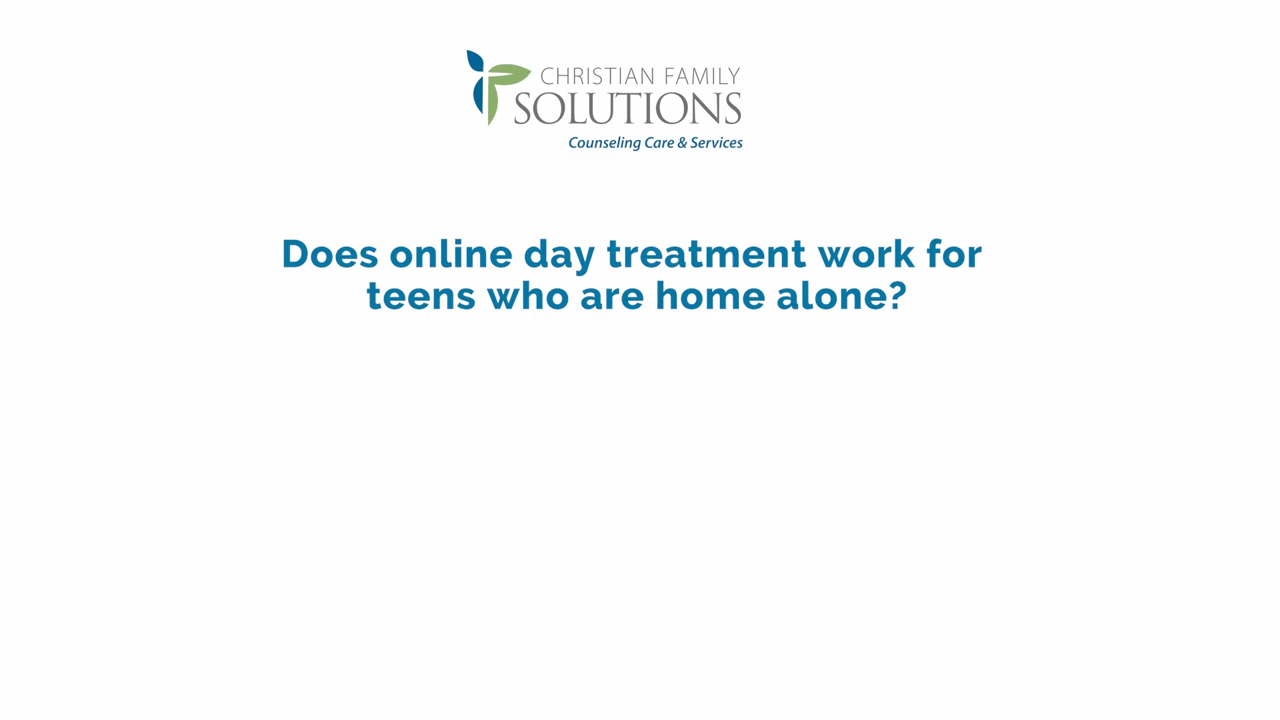 CHRISTIAN FAMILY
SOLUTIONS
Counseling Care & Services
Does online day treatment work for
teens who are home alone?